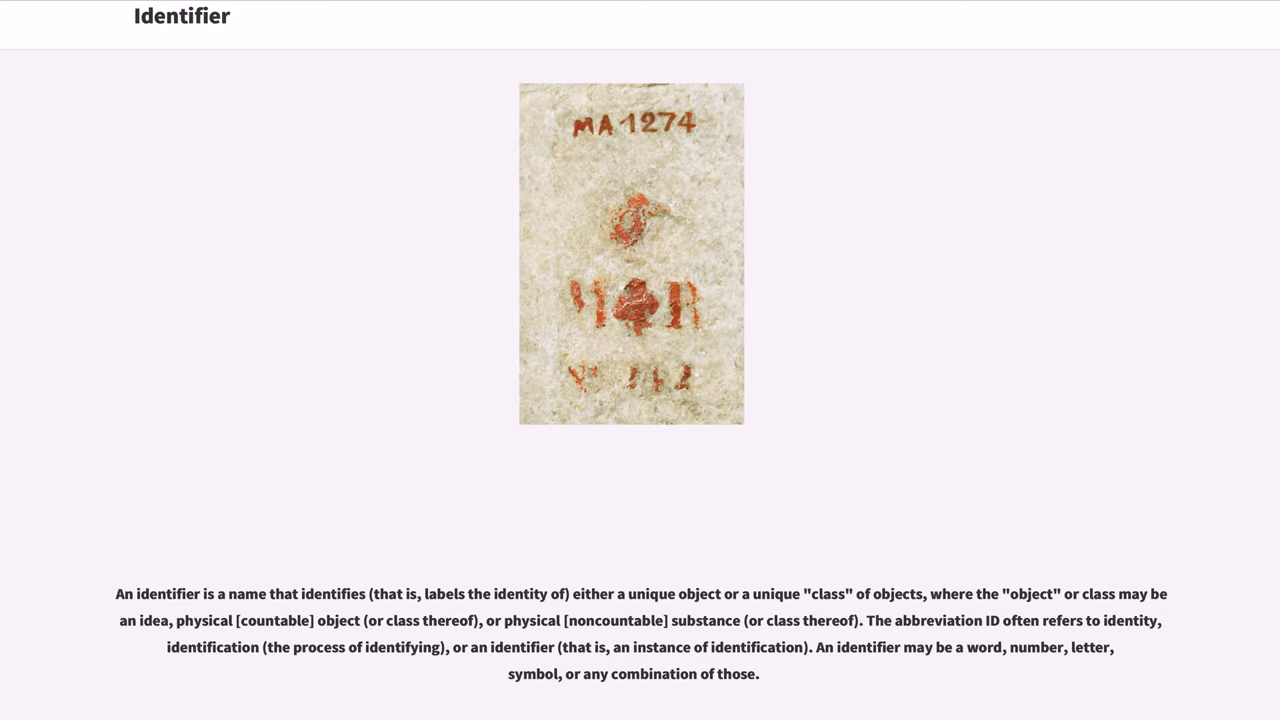 Identifier
MA 1274
R
An identifier is a name that identifies (that is, labels the identity of) either a unique object or a unique "class" of objects, where the "object" or class may be
an idea, physical [countable] object (or class thereof), or physical [noncountable] substance (or class thereof). The abbreviation ID often refers to identity,
identification (the process of identifying), or an identifier (that is, an instance of identification). An identifier may be a word, number, letter,
symbol, or any combination of those.